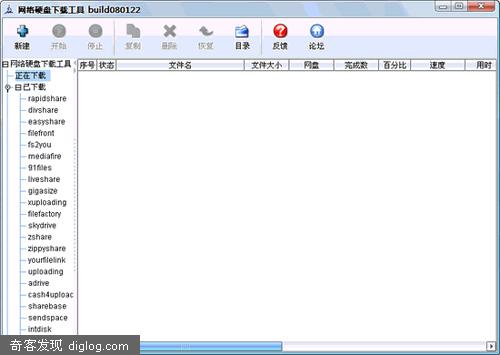 网络硬盘下载工具 build080122
新建 开始 停止 复制 删除 恢复 目录 反馈 论坛
网络硬盘下载工具
序号 状态 文件名 文件大小 网盘 完成数 百分比 速度 用时
正在下载
已下载
rapidshare
divshare
easyshare
filefront
fs2you
mediafire
91files
liveshare
gigasize
xuploading
filefactory
skydrive
zshare
zippyshare
yourfilelink
uploading
adrive
cash4uploac
sharebase
sendspace
intdisk
奇客发现 diglog.com